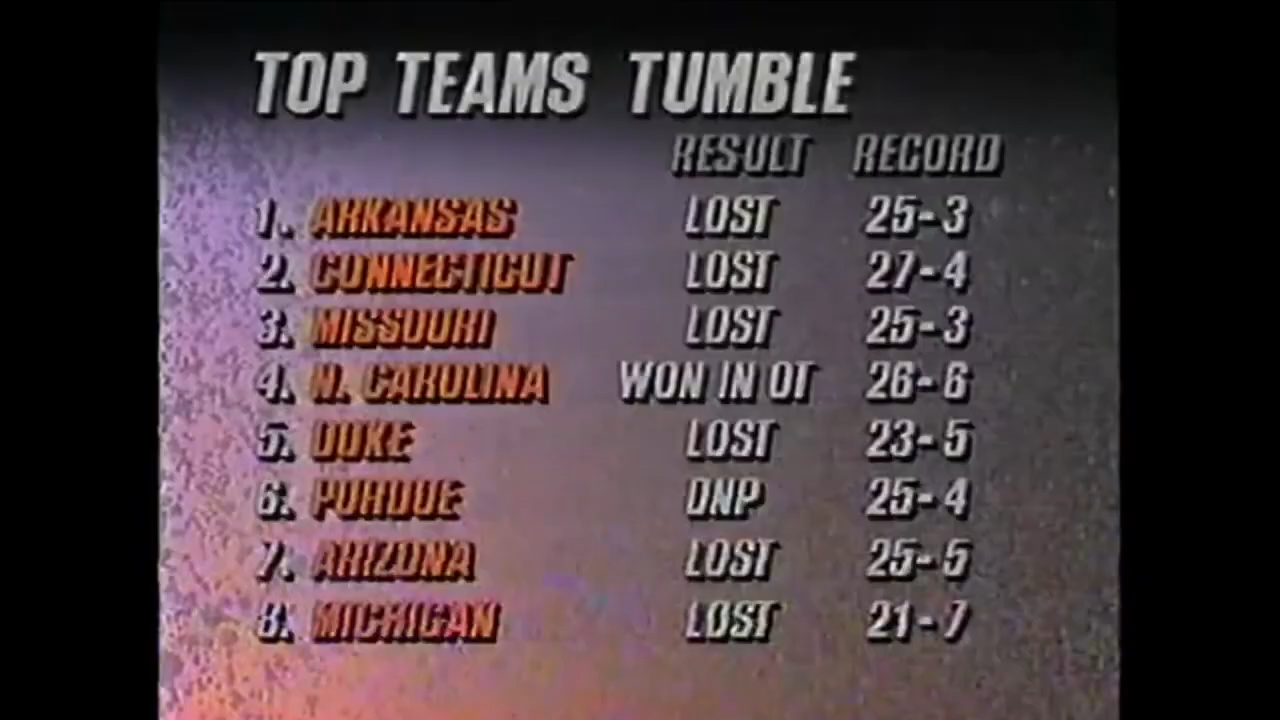 TOP TEAMS TUMBLE
RESULT RECORD
1. ARKANSAS LOST 25-3
2. CONNECTICUT LOST 27-4
3. MISSOURI LOST 25-3
4. N. CAROLINA WON IN OT 26-6
5. DUKE LOST 23-5
6. PURDUE DNP 25-4
7. ARIZONA LOST 25-5
8. MICHIGAN LOST 21-7